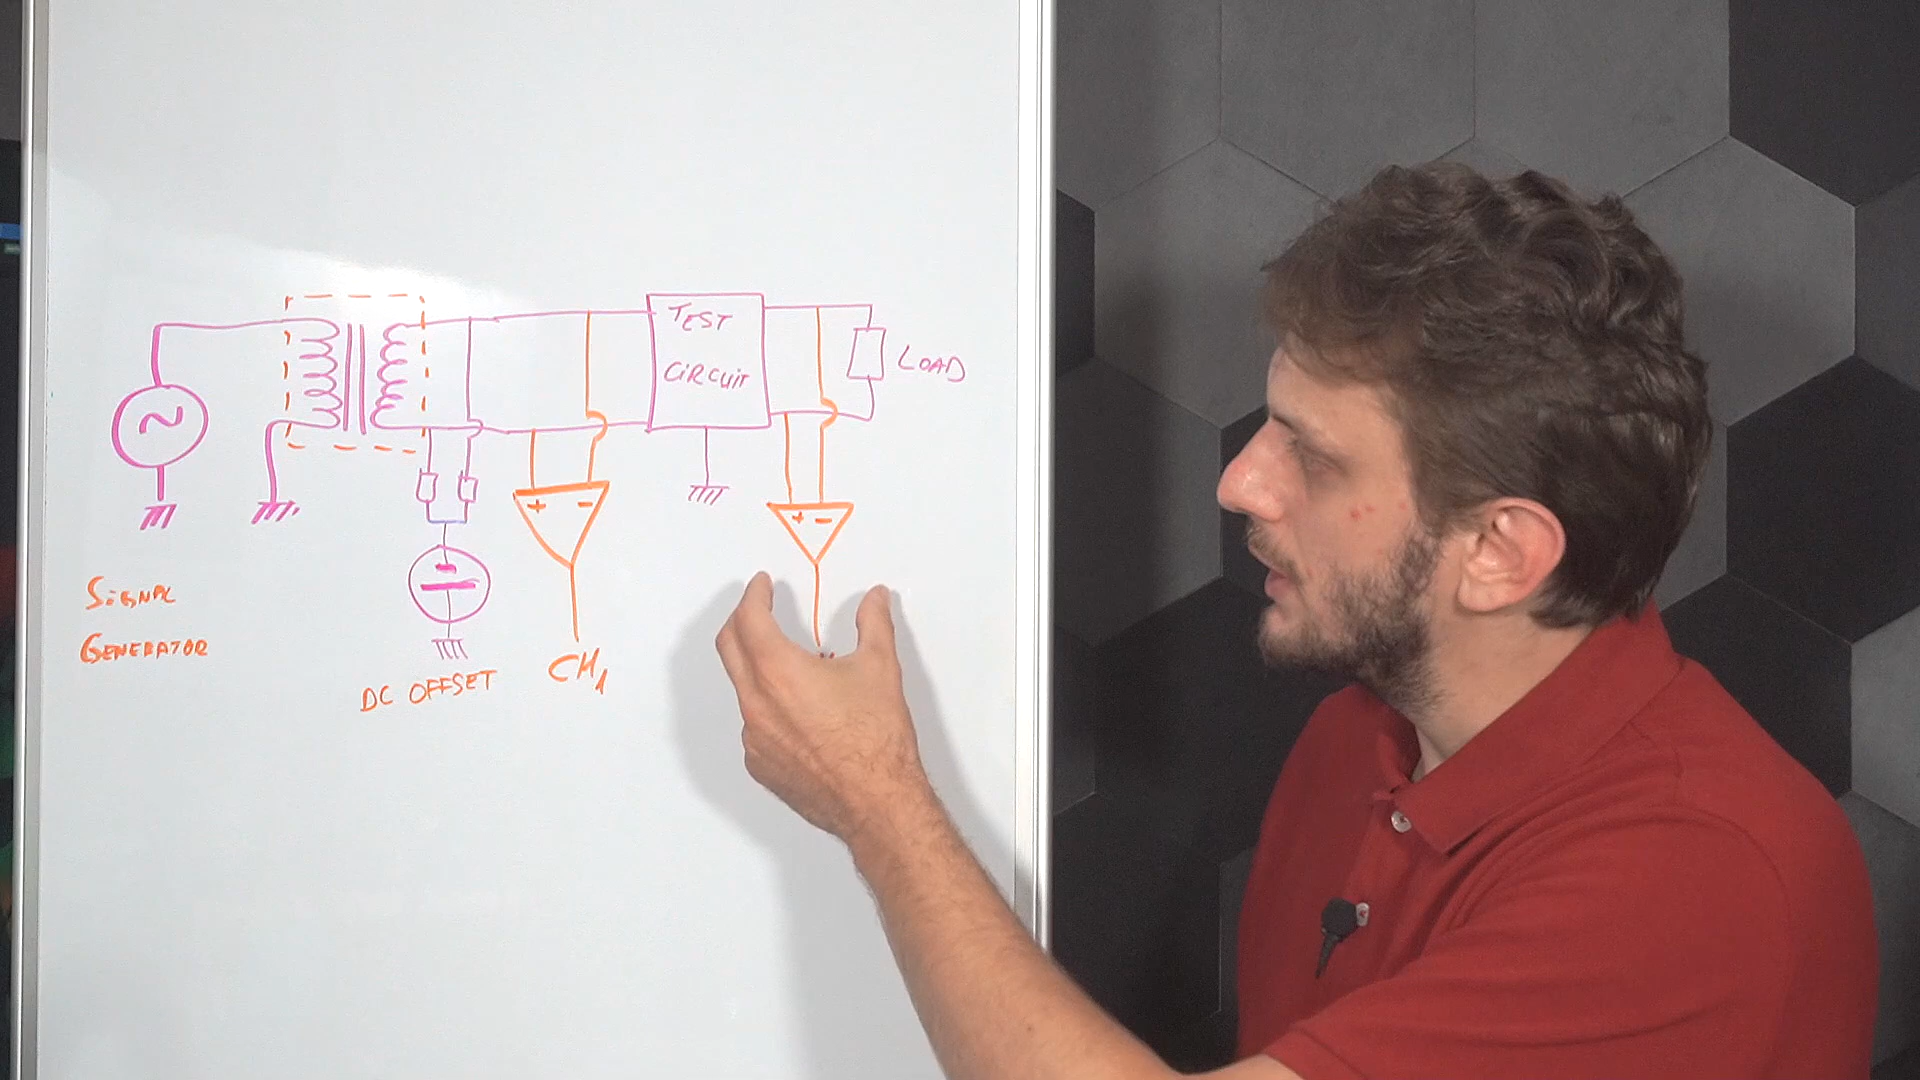 TEST
CIRCUIT
LOAD
+ -
+ -
SIGNAL
GENERATOR
DC OFFSET
CH1